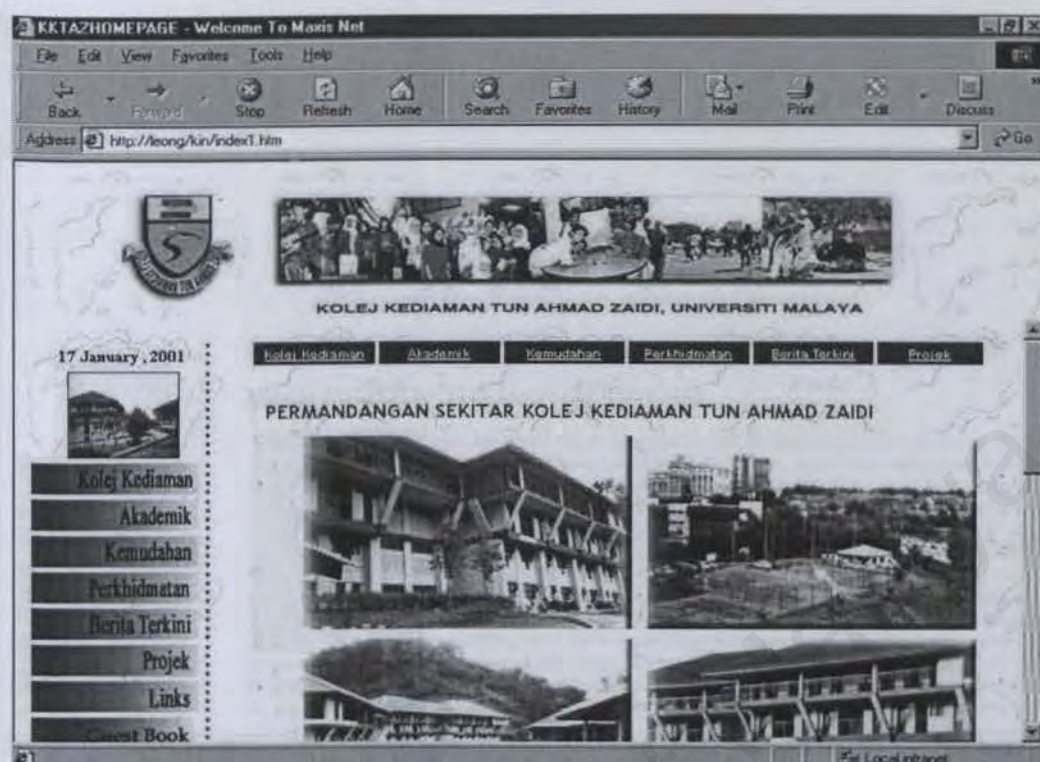 KKTAZHOMEPAGE - Welcome To Maxis Net
File Edit View Favorites Tools Help
Back Forward Stop Refresh Home Search Favorites History Mail Print Edit Discuss
Address http://leong/kin/index1.htm Go
KOLEJ KEDIAMAN TUN AHMAD ZAIDI, UNIVERSITI MALAYA
17 January , 2001
Kolej Kediaman Akademik Kemudahan Perkhidmatan Berita Terkini Projek
PERMANDANGAN SEKITAR KOLEJ KEDIAMAN TUN AHMAD ZAIDI
Kolej Kediaman
Akademik
Kemudahan
Perkhidmatan
Berita Terkini
Projek
Links
Guest Book
Local intranet